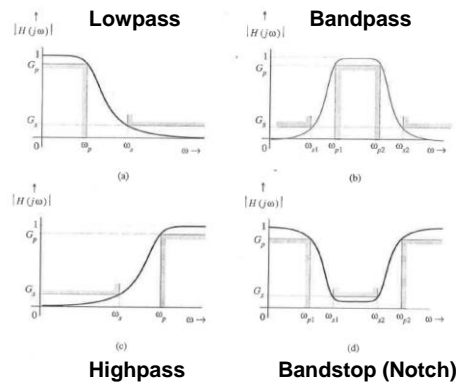 Lowpass
Bandpass
↑
|H(jω)|
1
G_p
G_s
0
ω_p
ω_s
ω→
(a)
↑
|H(jω)|
1
G_p
G_s
0
ω_s1
ω_p1
ω_p2
ω_s2
ω→
(b)
↑
|H(jω)|
1
G_p
G_s
0
ω_s
ω_p
ω→
(c)
↑
|H(jω)|
1
G_p
G_s
0
ω_p1
ω_s1
ω_s2
ω_p2
ω→
(d)
Highpass
Bandstop (Notch)